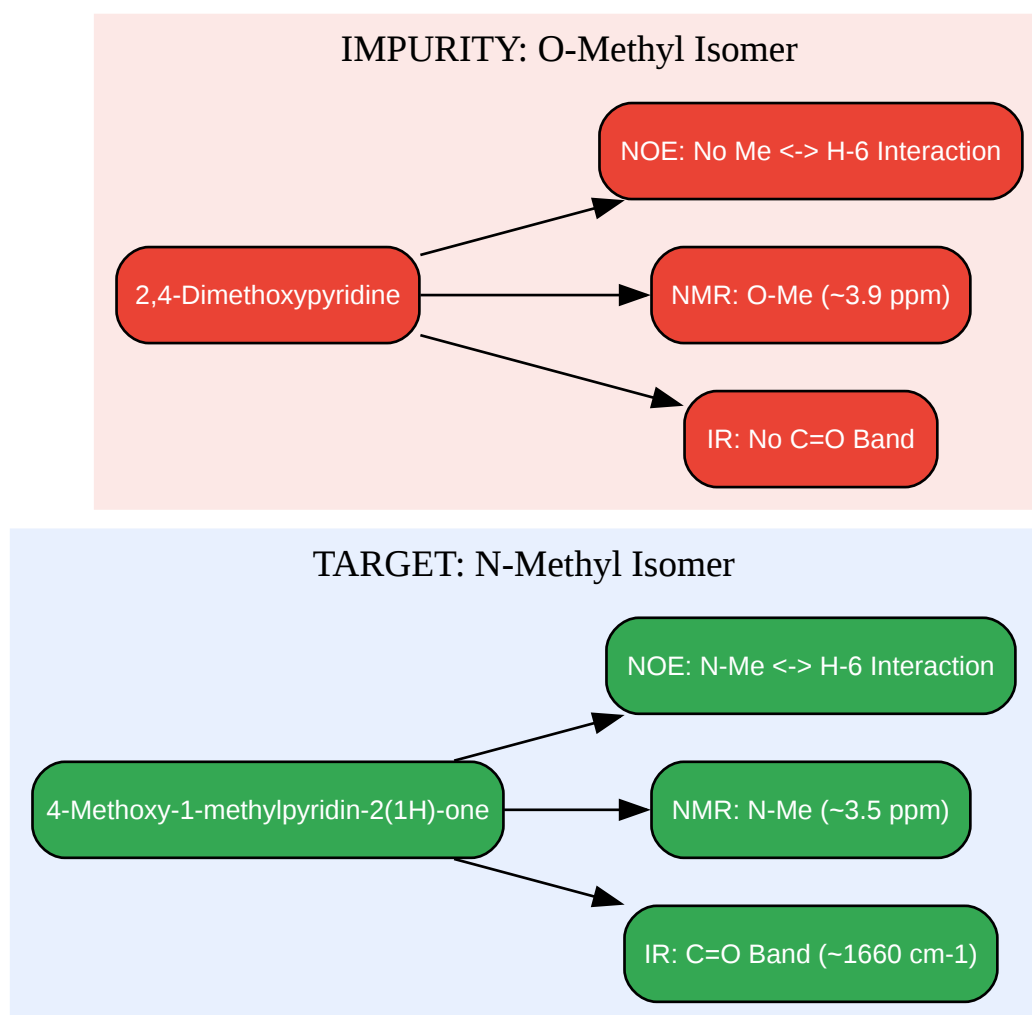 IMPURITY: O-Methyl Isomer
NOE: No Me <-> H-6 Interaction
2,4-Dimethoxypyridine
NMR: O-Me (~3.9 ppm)
IR: No C=O Band
TARGET: N-Methyl Isomer
NOE: N-Me <-> H-6 Interaction
4-Methoxy-1-methylpyridin-2(1H)-one
NMR: N-Me (~3.5 ppm)
IR: C=O Band (~1660 cm-1)